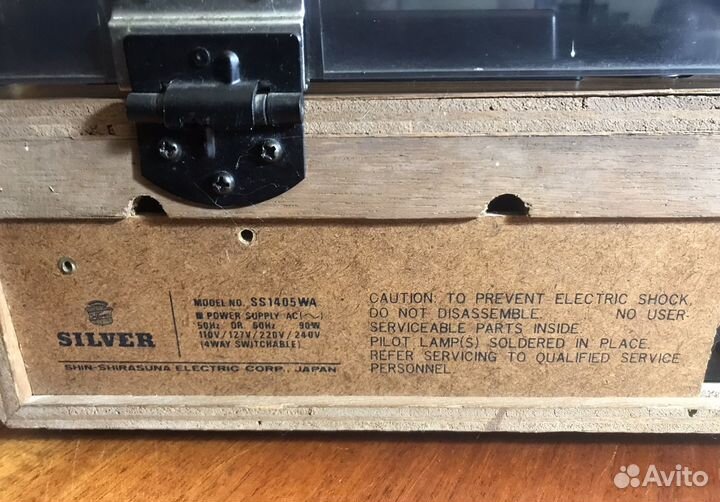 SILVER
MODEL NO. SS1405WA
■ POWER SUPPLY AC(~)
50Hz OR 60Hz 90W
110V/127V/220V/240V
(4WAY SWITCHABLE)
SHIN-SHIRASUNA ELECTRIC CORP., JAPAN
CAUTION: TO PREVENT ELECTRIC SHOCK,
DO NOT DISASSEMBLE. NO USER-
SERVICEABLE PARTS INSIDE.
PILOT LAMP(S) SOLDERED IN PLACE.
REFER SERVICING TO QUALIFIED SERVICE
PERSONNEL
Avito